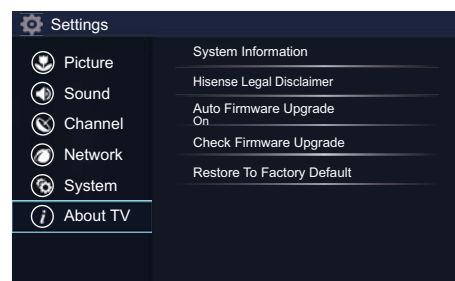 Settings
Picture
Sound
Channel
Network
System
About TV
System Information
Hisense Legal Disclaimer
Auto Firmware Upgrade
On
Check Firmware Upgrade
Restore To Factory Default